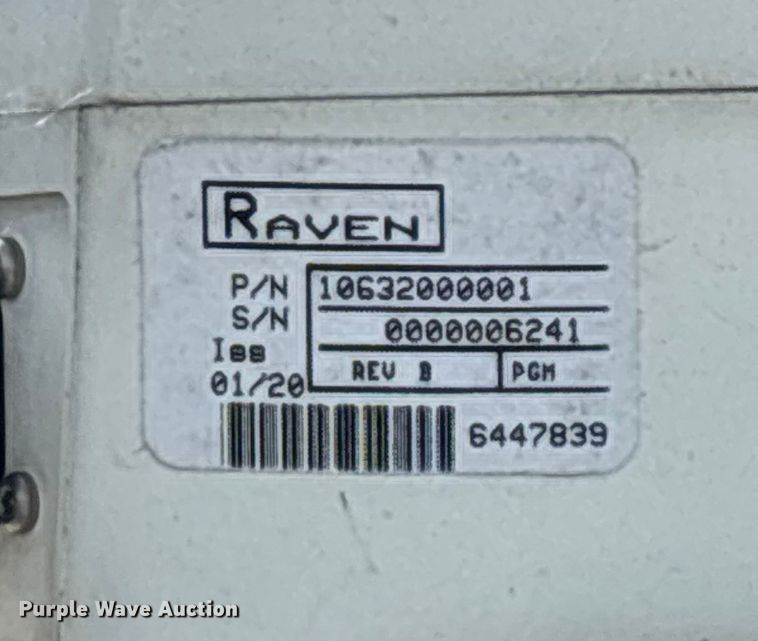 RAVEN
P/N 10632000001
S/N 0000006241
Iss
REV B PGM
01/20
6447839
Purple Wave Auction